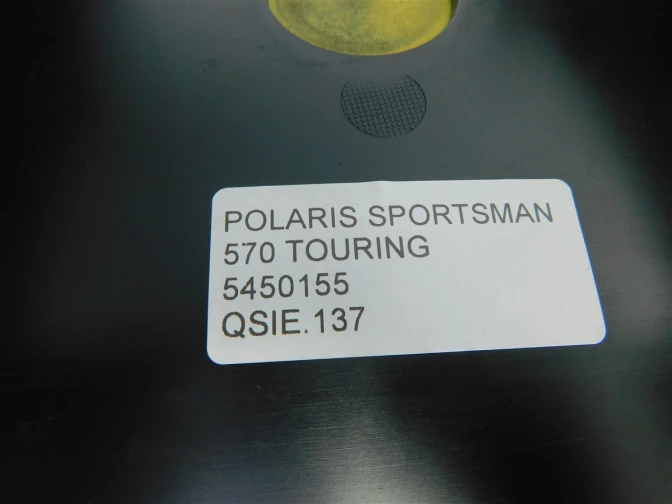 POLARIS SPORTSMAN
570 TOURING
5450155
QSIE.137